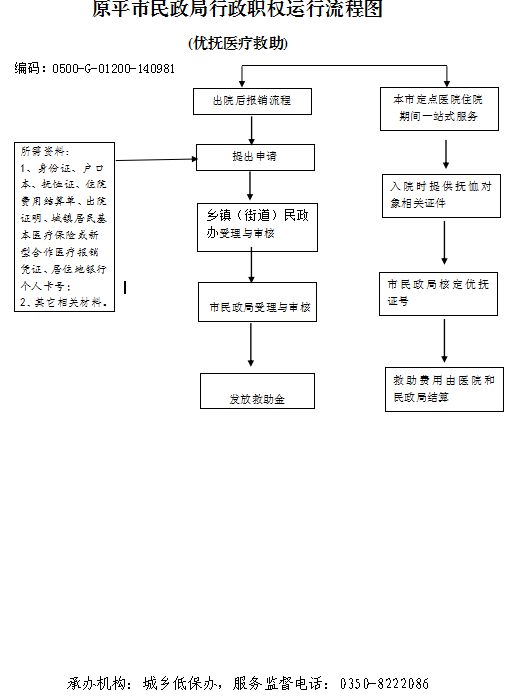 原平市民政局行政职权运行流程图
(优抚医疗救助)
编码：0500-G-01200-140981
出院后报销流程
本市定点医院住院
期间一站式服务
所需资料：
1、身份证、户口
本、抚恤证、住院
费用结算单、出院
证明、城镇居民基
本医疗保险或新
型合作医疗报销
凭证、居住地银行
个人卡号；
2、其它相关材料。
提出申请
入院时提供抚恤对
象相关证件
乡镇（街道）民政
办受理与审核
市民政局核定优抚
证号
市民政局受理与审核
救助费用由医院和
民政局结算
发放救助金
承办机构：城乡低保办，服务监督电话：0350-8222086